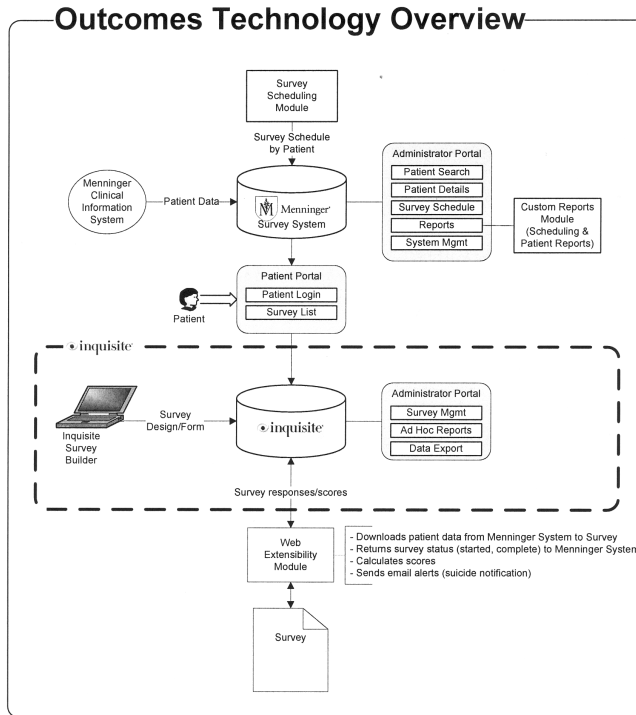 Outcomes Technology Overview
Survey
Scheduling
Module
Survey Schedule
by Patient
Menninger
Clinical
Information
System
Patient Data
Menninger
Survey System
Administrator Portal
Patient Search
Patient Details
Survey Schedule
Reports
System Mgmt
Custom Reports
Module
(Scheduling &
Patient Reports)
Patient Portal
Patient Login
Survey List
Patient
inquisite
Inquisite
Survey
Builder
Survey
Design/Form
inquisite
Administrator Portal
Survey Mgmt
Ad Hoc Reports
Data Export
Survey responses/scores
Web
Extensibility
Module
- Downloads patient data from Menninger System to Survey
- Returns survey status (started, complete) to Menninger System
- Calculates scores
- Sends email alerts (suicide notification)
Survey